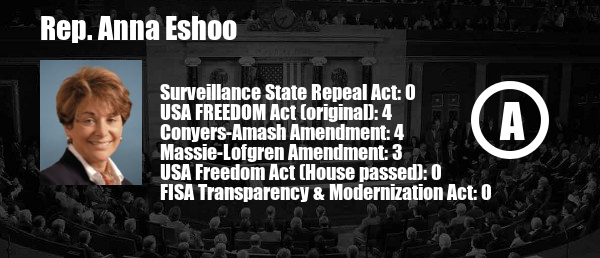 Rep. Anna Eshoo
Surveillance State Repeal Act: 0
USA FREEDOM Act (original): 4
Conyers-Amash Amendment: 4
Massie-Lofgren Amendment: 3
USA Freedom Act (House passed): 0
FISA Transparency & Modernization Act: 0
A